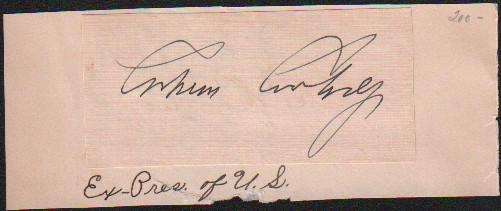 200-
Calvin Coolidge
Ex-Pres. of U.S.